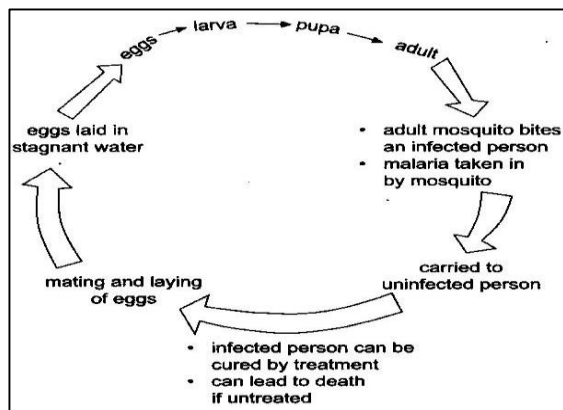 eggs → larva → pupa → adult
• adult mosquito bites
an infected person
• malaria taken in
by mosquito
carried to
uninfected person
• infected person can be
cured by treatment
• can lead to death
if untreated
mating and laying
of eggs
eggs laid in
stagnant water